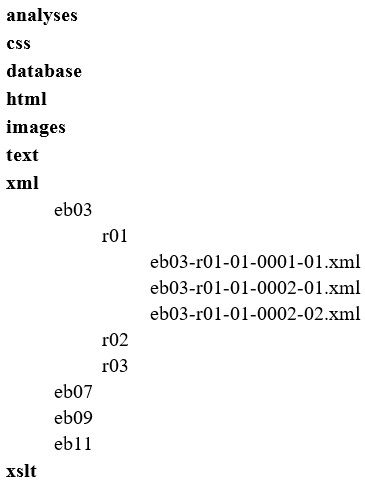 analyses
css
database
html
images
text
xml
eb03
r01
eb03-r01-01-0001-01.xml
eb03-r01-01-0002-01.xml
eb03-r01-01-0002-02.xml
r02
r03
eb07
eb09
eb11
xslt